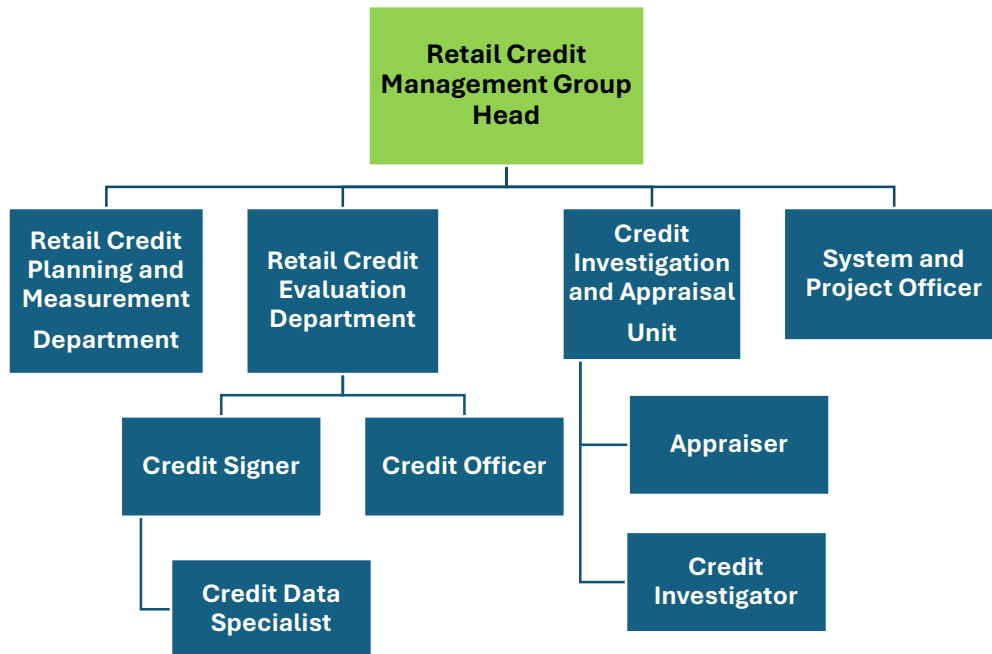 Retail Credit
Management Group
Head
Retail Credit
Planning and
Measurement
Department
Retail Credit
Evaluation
Department
Credit
Investigation
and Appraisal
Unit
System and
Project Officer
Credit Signer
Credit Officer
Appraiser
Credit Data
Specialist
Credit
Investigator